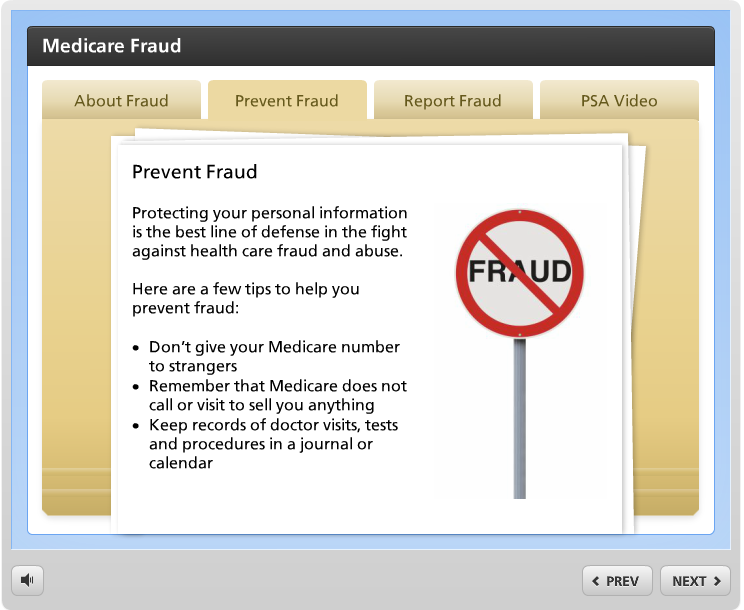 Medicare Fraud
About Fraud
Prevent Fraud
Report Fraud
PSA Video
Prevent Fraud
Protecting your personal information
is the best line of defense in the fight
against health care fraud and abuse.
Here are a few tips to help you
prevent fraud:
• Don’t give your Medicare number
to strangers
• Remember that Medicare does not
call or visit to sell you anything
• Keep records of doctor visits, tests
and procedures in a journal or
calendar
FRAUD
PREV
NEXT